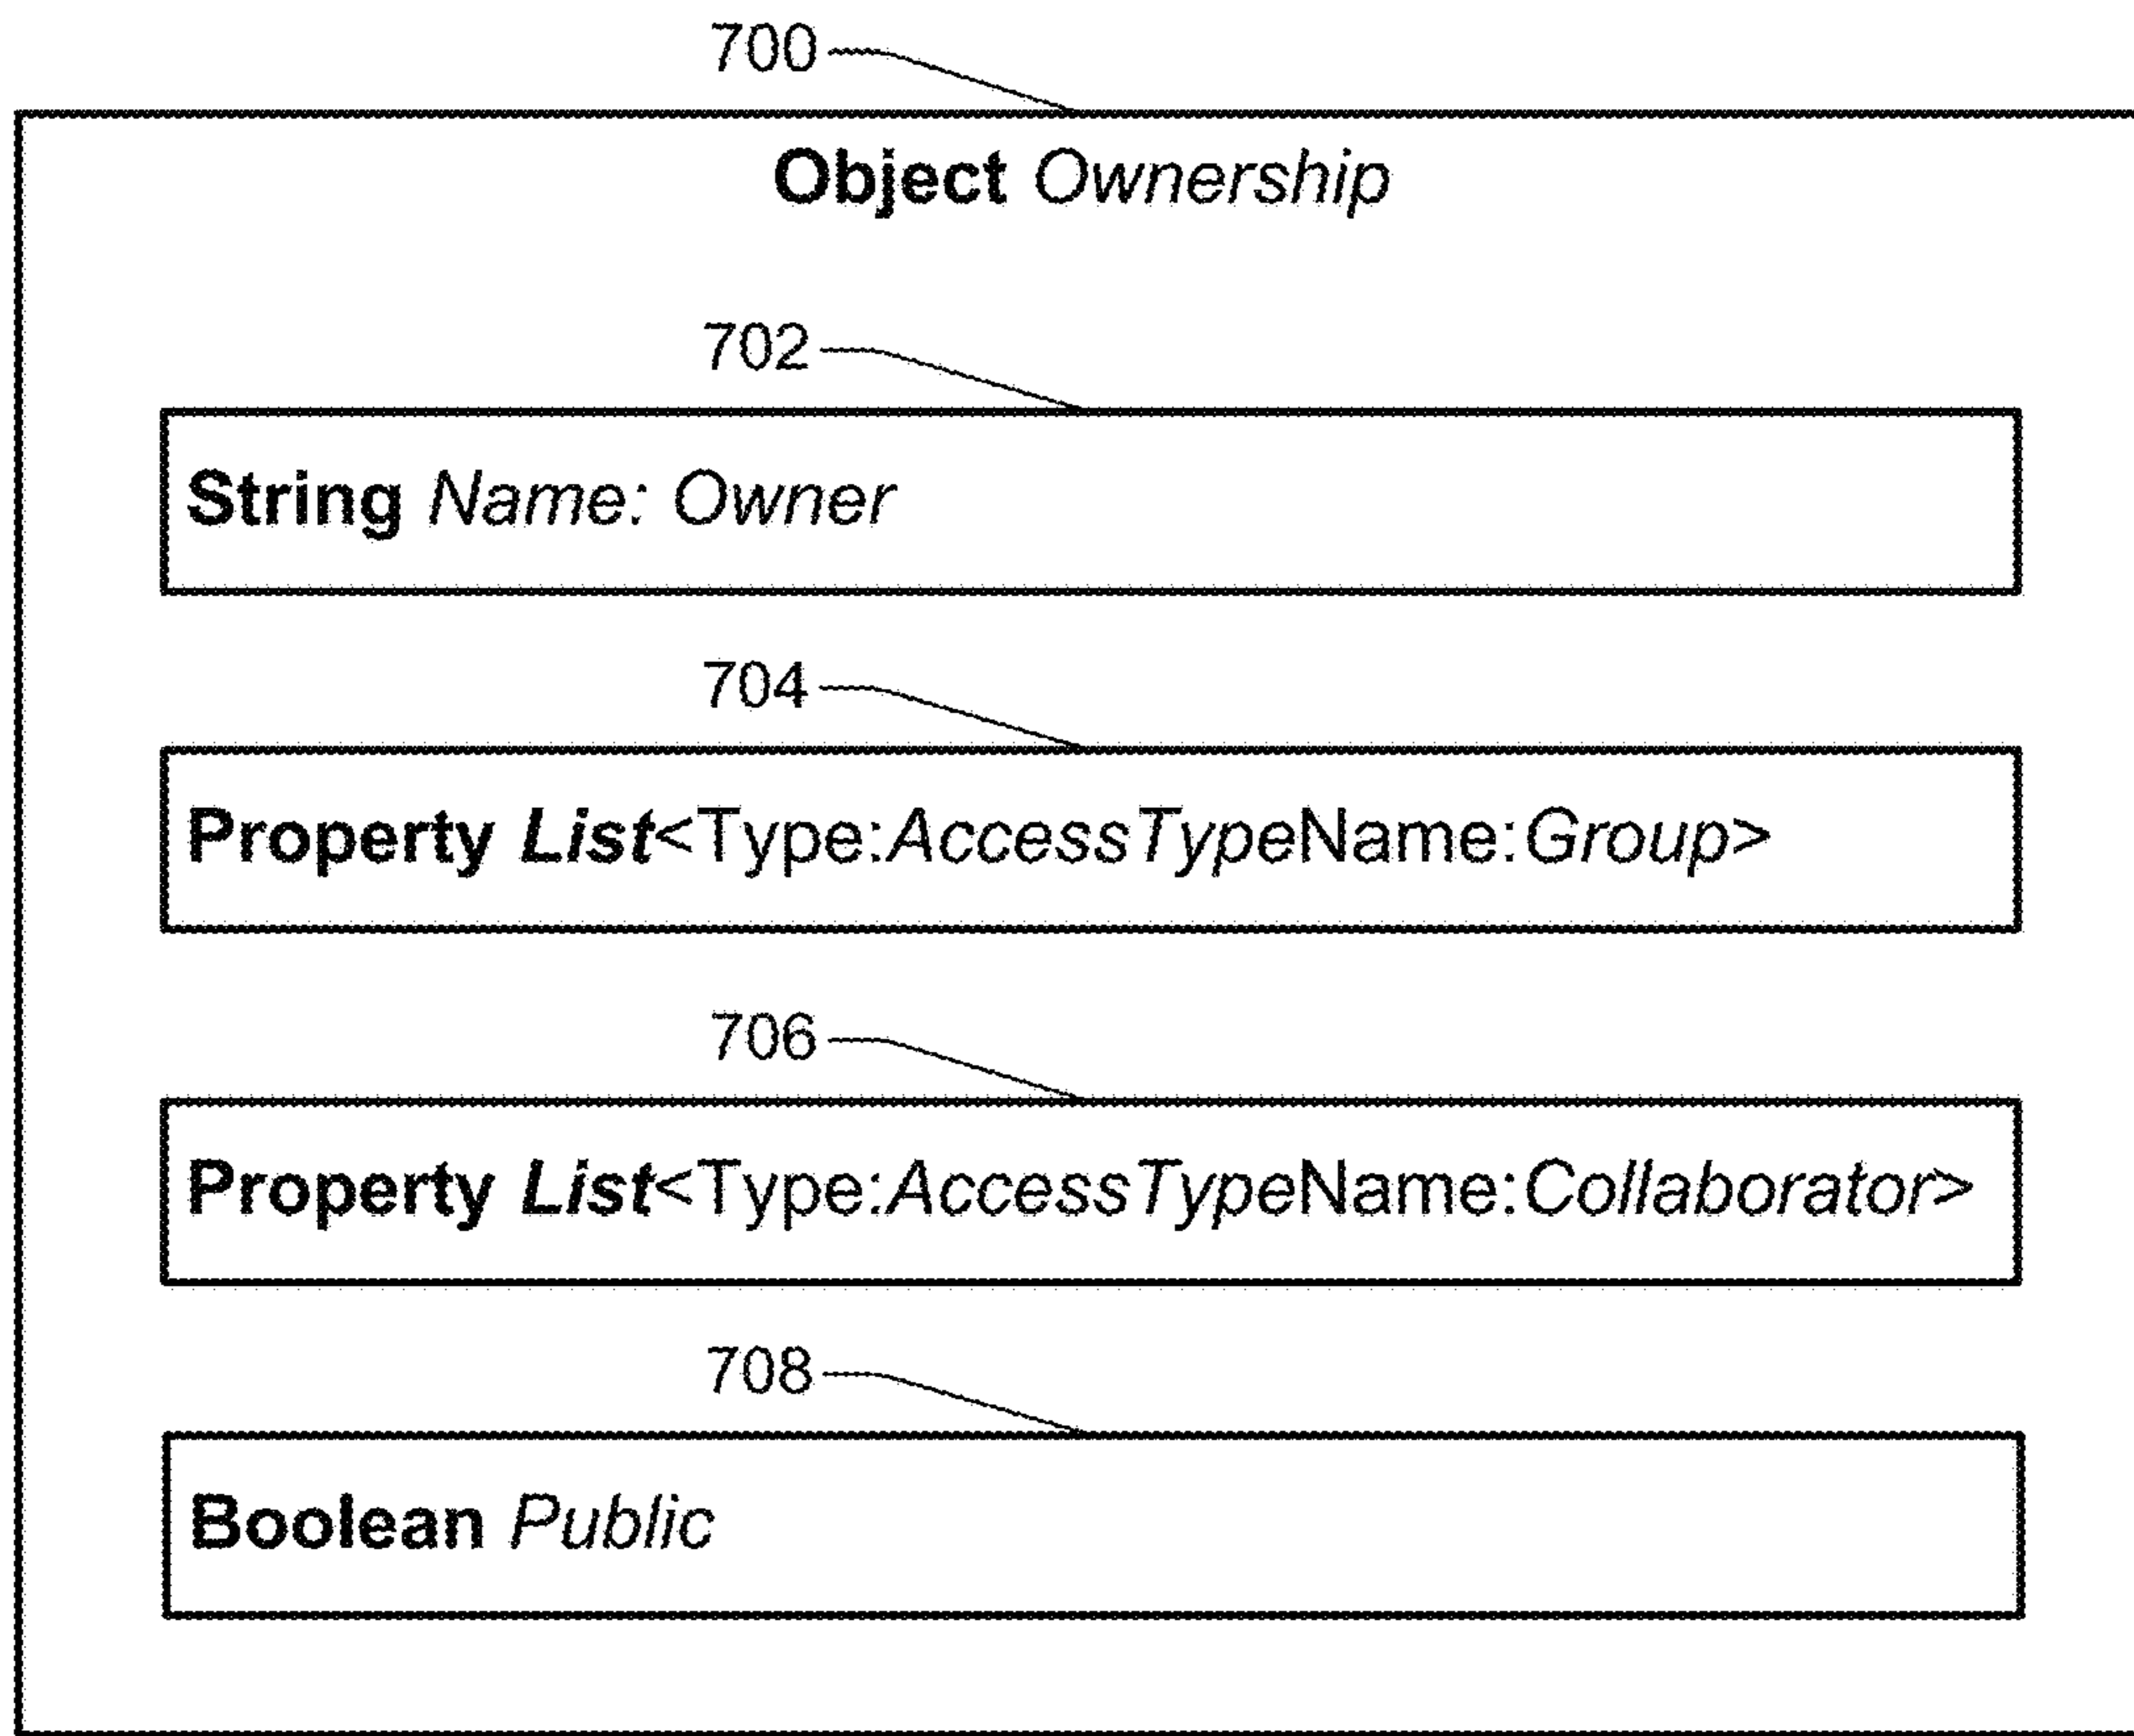 700
Object Ownership
702
String Name: Owner
704
Property List<Type:AccessTypeName:Group>
706
Property List<Type:AccessTypeName:Collaborator>
708
Boolean Public